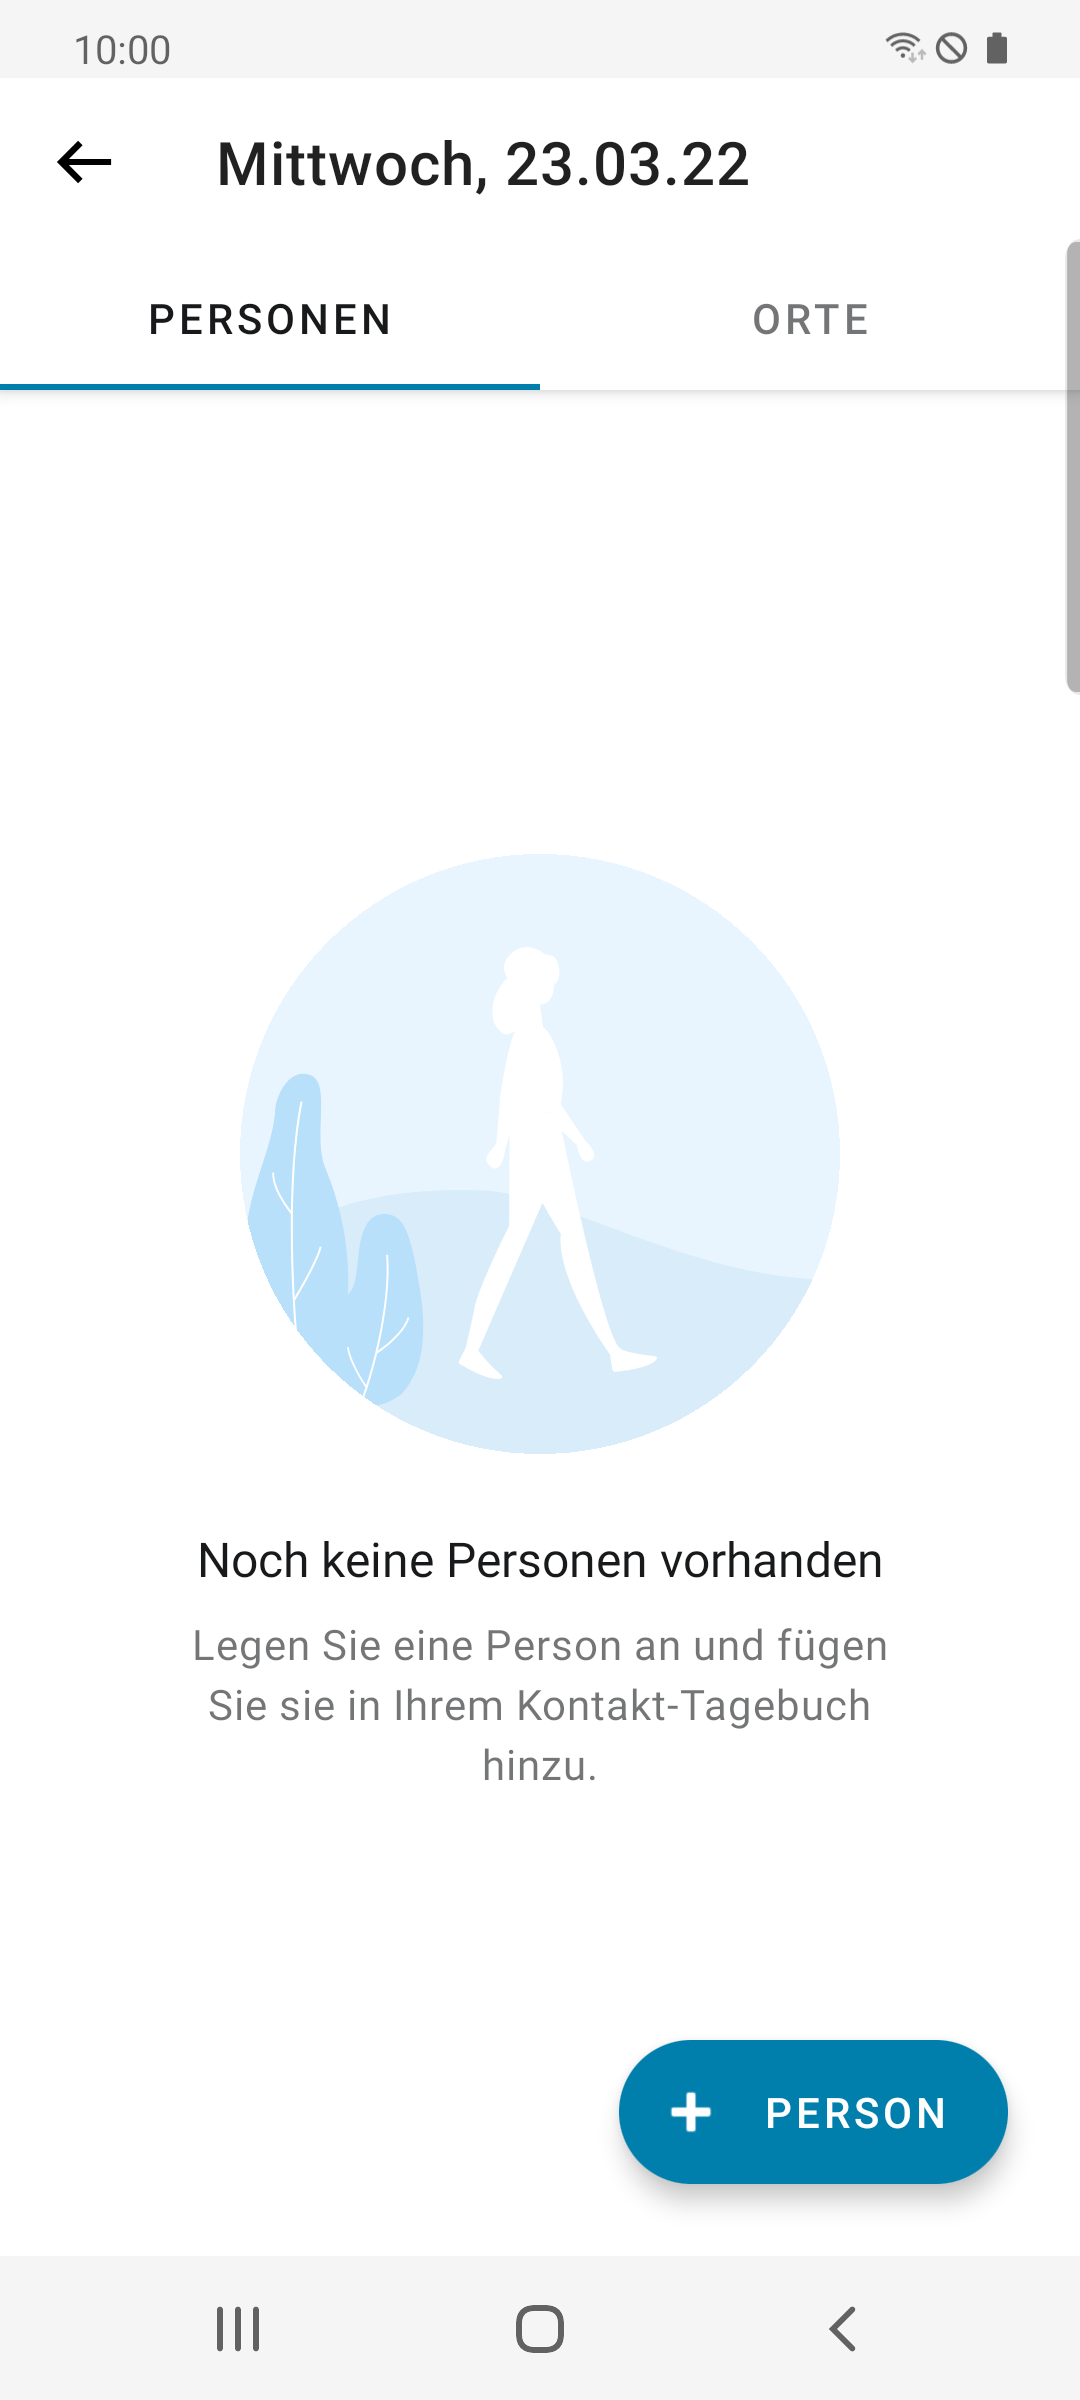 10:00
Mittwoch, 23.03.22
PERSONEN
ORTE
Noch keine Personen vorhanden
Legen Sie eine Person an und fügen
Sie sie in Ihrem Kontakt-Tagebuch
hinzu.
PERSON